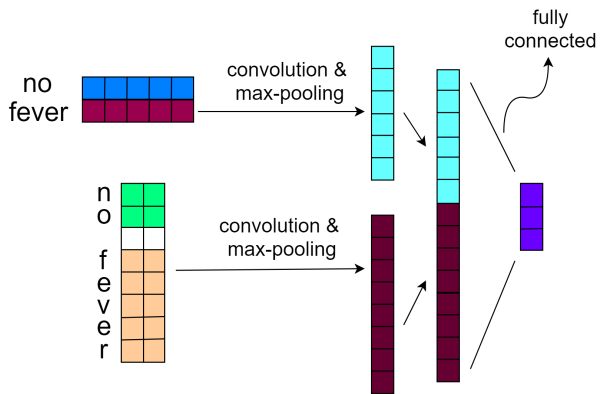 fully
connected
no
fever
convolution &
max-pooling
n
o
f
e
v
e
r
convolution &
max-pooling